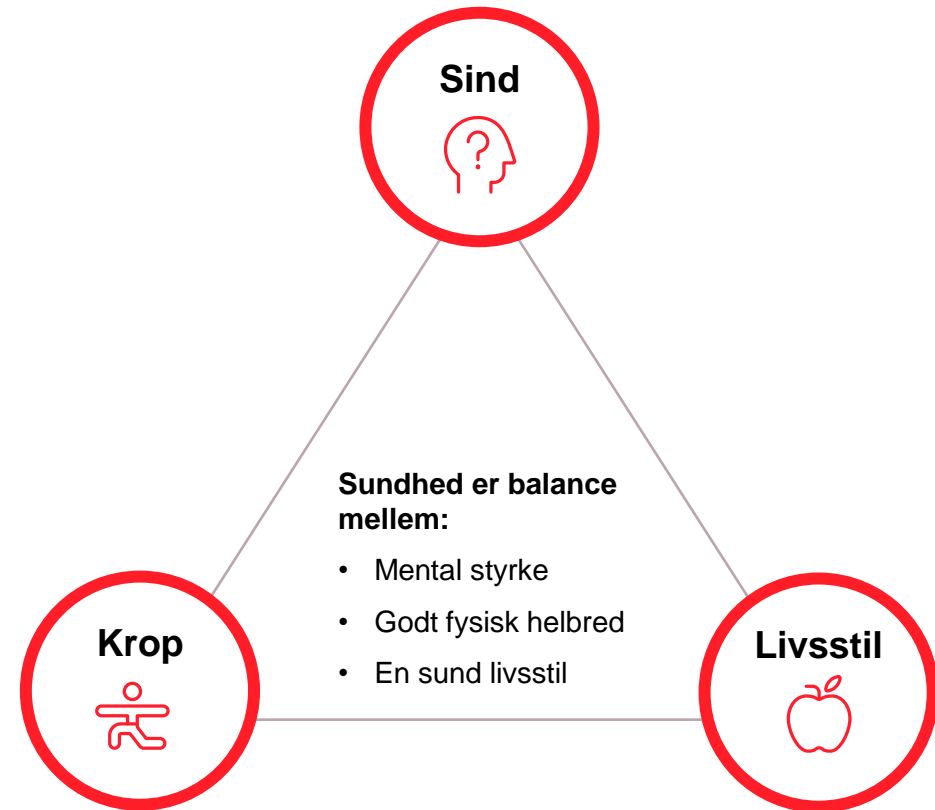 Sind
?
Sundhed er balance
mellem:
• Mental styrke
• Godt fysisk helbred
• En sund livsstil
Krop
Livsstil